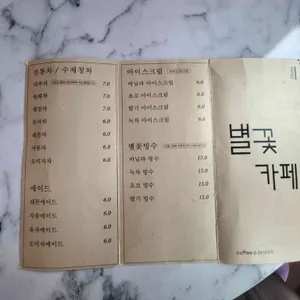 전통차 / 수제청차
대추차 7.0
쌍화차 7.0
생강차 7.0
유자차 6.0
레몬차 6.0
자몽차 6.0
오미자차 6.0
에이드
레몬에이드 6.0
자몽에이드 6.0
유자에이드 6.0
오미자에이드 6.0
아이스크림
바닐라 아이스크림 6.0
초코 아이스크림 6.0
딸기 아이스크림 6.0
녹차 아이스크림 6.0
별꽃빙수
바닐라 빙수 15.0
녹차 빙수 15.0
초코 빙수 15.0
딸기 빙수 15.0
별꽃
카페
coffee & brunch